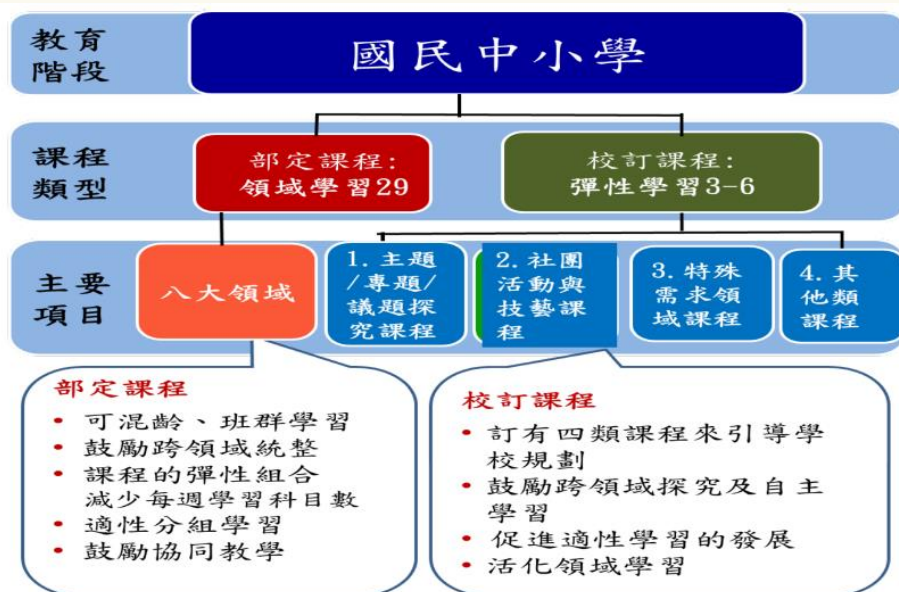 教育
階段
國民中小學
課程
類型
部定課程:
領域學習29
校訂課程:
彈性學習3-6
主要
項目
八大領域
1. 主題
/專題/
議題探
究課程
2. 社團
活動與
技藝課
程
3. 特殊
需求領
域課程
4. 其
他類
課程
部定課程
• 可混齡、班群學習
• 鼓勵跨領域統整
• 課程的彈性組合
減少每週學習科目數
• 適性分組學習
• 鼓勵協同教學
校訂課程
• 訂有四類課程來引導學
校規劃
• 鼓勵跨領域探究及自主
學習
• 促進適性學習的發展
• 活化領域學習